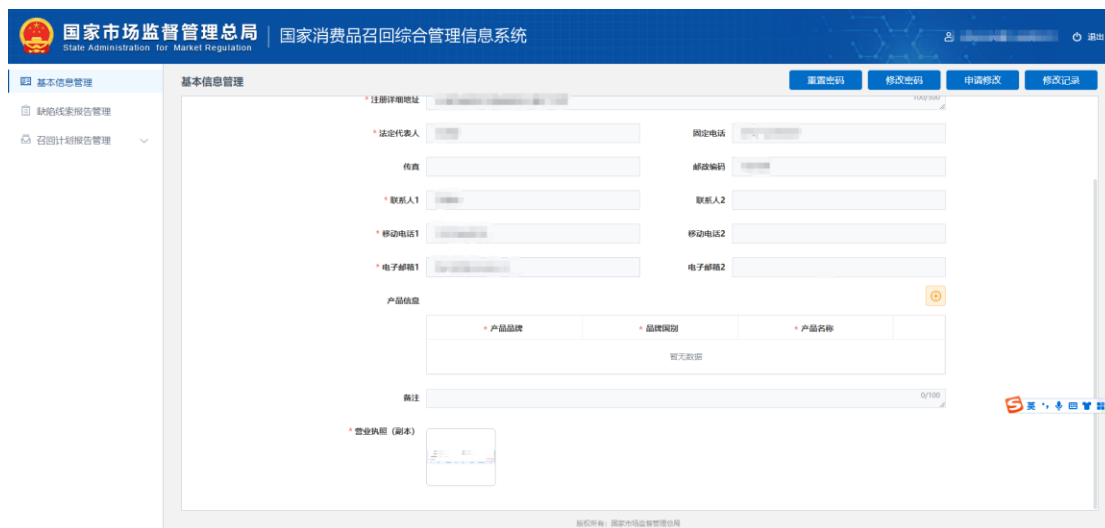 国家市场监督管理总局 国家消费品召回综合管理信息系统 退出
State Administration for Market Regulation
基本信息管理
缺陷线索报告管理
召回计划报告管理
基本信息管理 重置密码 修改密码 申请修改 修改记录
* 注册详细地址
* 法定代表人 固定电话
传真 邮政编码
* 联系人1 联系人2
* 移动电话1 移动电话2
* 电子邮箱1 电子邮箱2
产品信息
* 产品品牌 * 品牌国别 * 产品名称
暂无数据
备注 0/100
* 营业执照（副本）
英
版权所有：国家市场监督管理总局